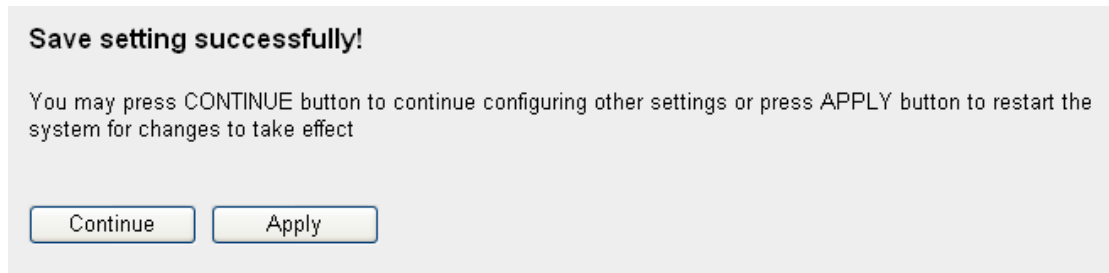 Save setting successfully!
You may press CONTINUE button to continue configuring other settings or press APPLY button to restart the
system for changes to take effect
Continue Apply